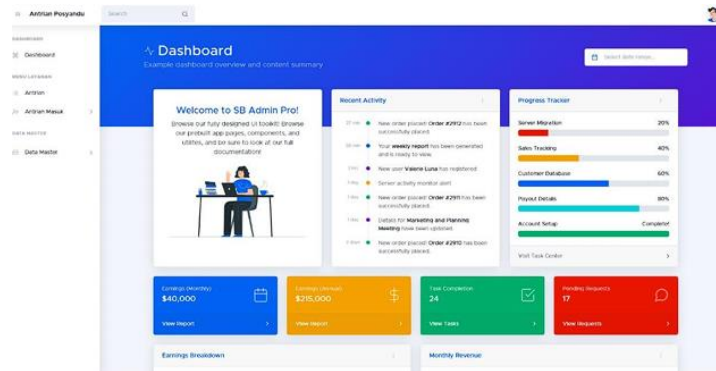 Antrian Posyandu
Search
DASHBOARD
Dashboard
MENU LAYANAN
Antrian
Antrian Masuk
DATA MASTER
Data Master
Dashboard
Example dashboard overview and content summary
Select date range...
Welcome to SB Admin Pro!
Browse our fully designed UI toolkit! Browse
our prebuilt app pages, components, and
utilites, and be sure to look at our full
documentation!
Recent Activity
New order placed! Order #2912 has been
successfully placed.
Your weekly report has been generated
and is ready to view.
New user Valerie Luna has registered
Server activity monitor alert
New order placed! Order #2911 has been
successfully placed.
Details for Marketing and Planning
Meeting have been updated.
New order placed! Order #2910 has been
successfully placed
Progress Tracker
Server Migration 20%
Sales Tracking 40%
Customer Database 60%
Payout Details 80%
Account Setup Complete!
Visit Task Center
Earnings (Monthly)
$40,000
View Report
Earnings (Annual)
$215,000
View Report
Task Completion
24
View Tasks
Pending Requests
17
View Requests
Earnings Breakdown
Monthly Revenue